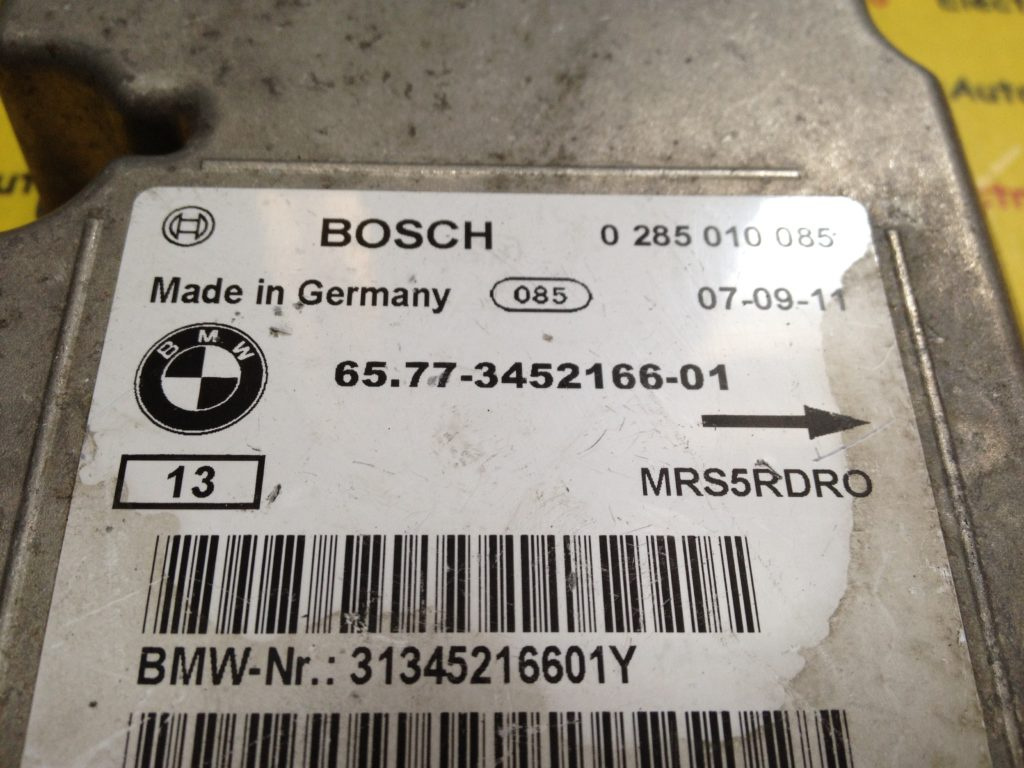 BOSCH 0 285 010 085
Made in Germany 085 07-09-11
BMW
65.77-3452166-01
13 MRS5RDRO
BMW-Nr.: 31345216601Y